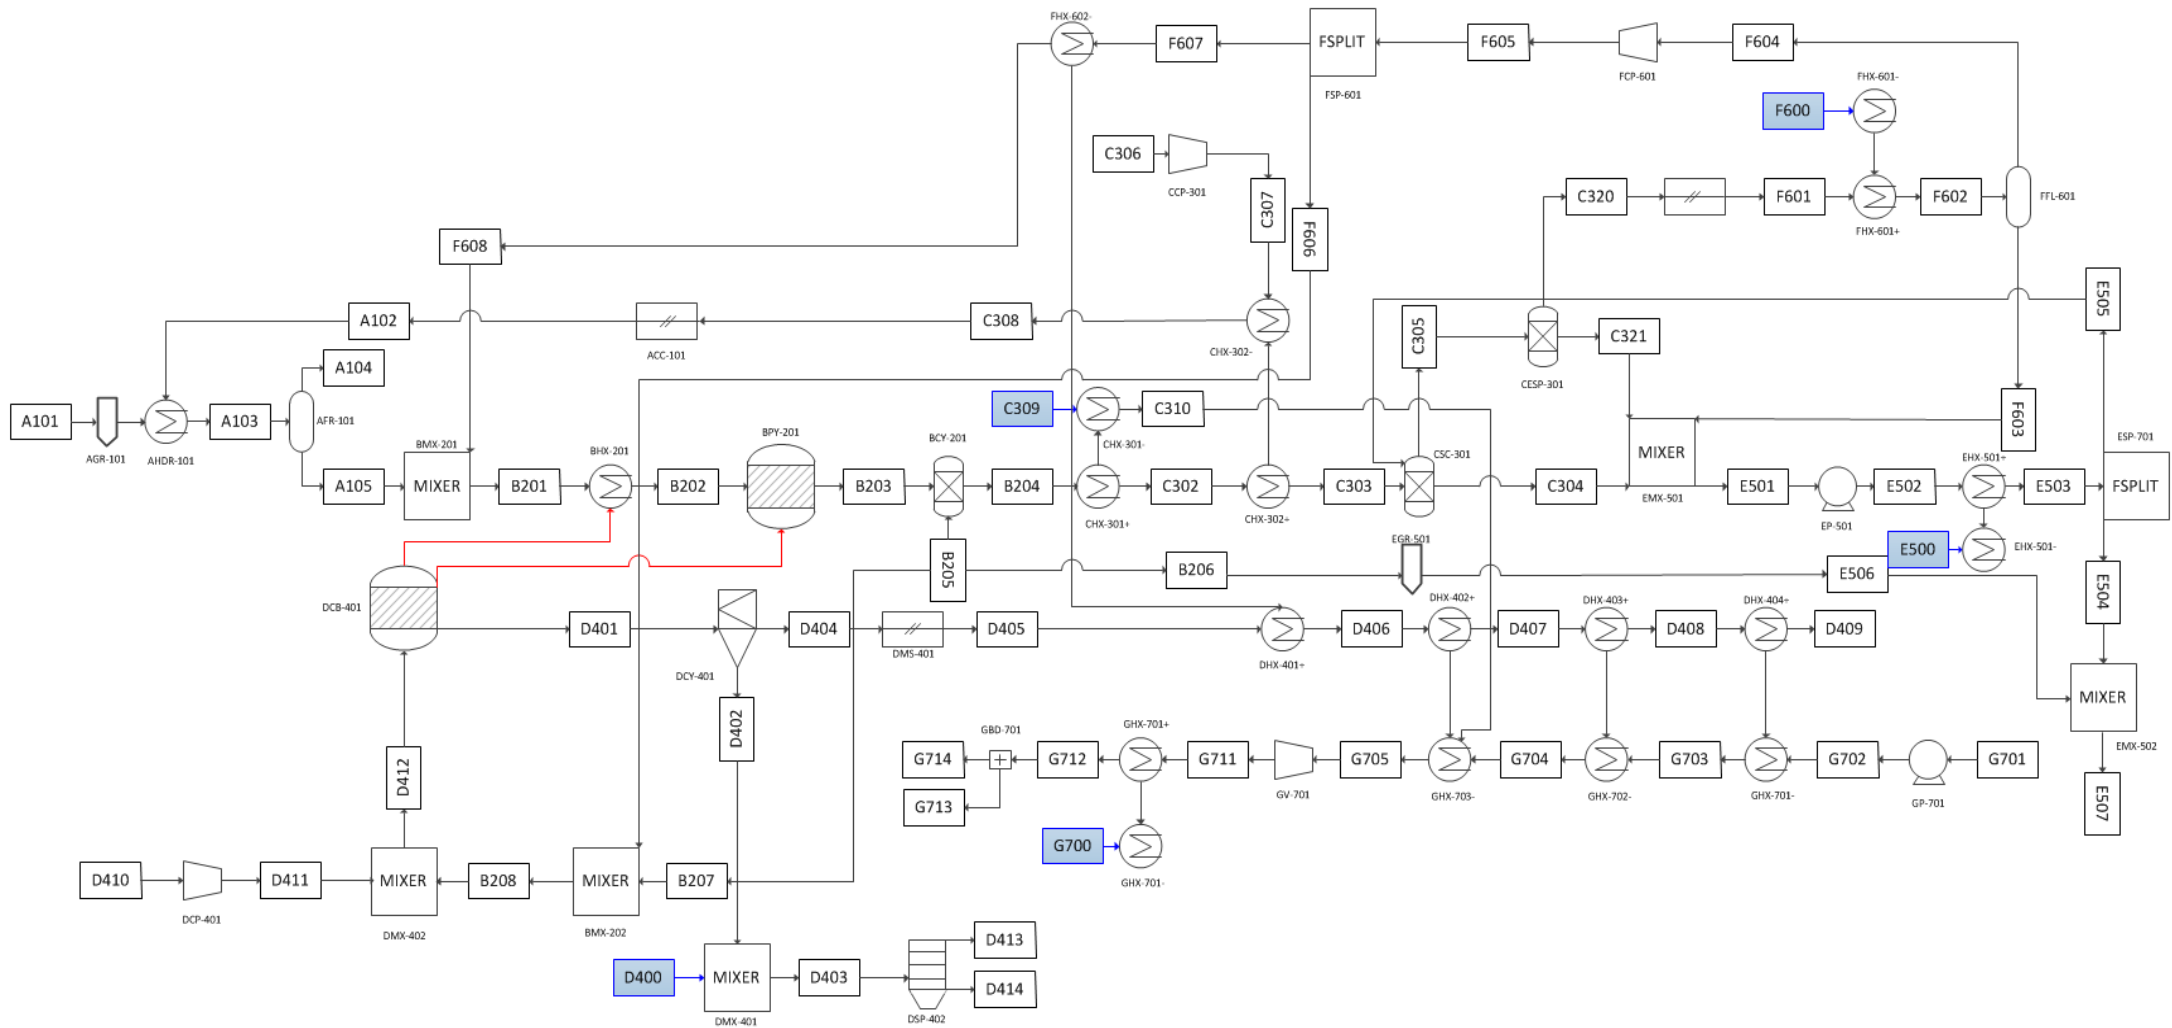 FHX-602-
F607
FSPLIT
FSP-601
F605
FCP-601
F604
FHX-601-
F600
C306
CCP-301
C307
F606
C320
F601
FHX-601+
F602
FFL-601
F608
A102
ACC-101
C308
CHX-302-
C305
CESP-301
C321
E505
A104
A101
AGR-101
AHDR-101
A103
AFR-101
A105
BMX-201
MIXER
B201
BHX-201
B202
BPY-201
B203
BCY-201
B204
C309
CHX-301-
C310
CHX-301+
C302
CHX-302+
C303
CSC-301
C304
MIXER
EMX-501
E501
EP-501
E502
EHX-501+
E503
F603
ESP-701
FSPLIT
DCB-401
B205
B206
EGR-501
E506
E500
EHX-501-
E504
D401
DCY-401
D404
DMS-401
D405
DHX-401+
D406
DHX-402+
D407
DHX-403+
D408
DHX-404+
D409
D402
MIXER
EMX-502
E507
D412
G714
GBD-701
G713
G712
GHX-701+
G711
GV-701
G705
GHX-703-
G704
GHX-702-
G703
GHX-701-
G702
GP-701
G701
G700
GHX-701-
D410
DCP-401
D411
MIXER
DMX-402
B208
MIXER
BMX-202
B207
D400
MIXER
DMX-401
D403
DSP-402
D413
D414